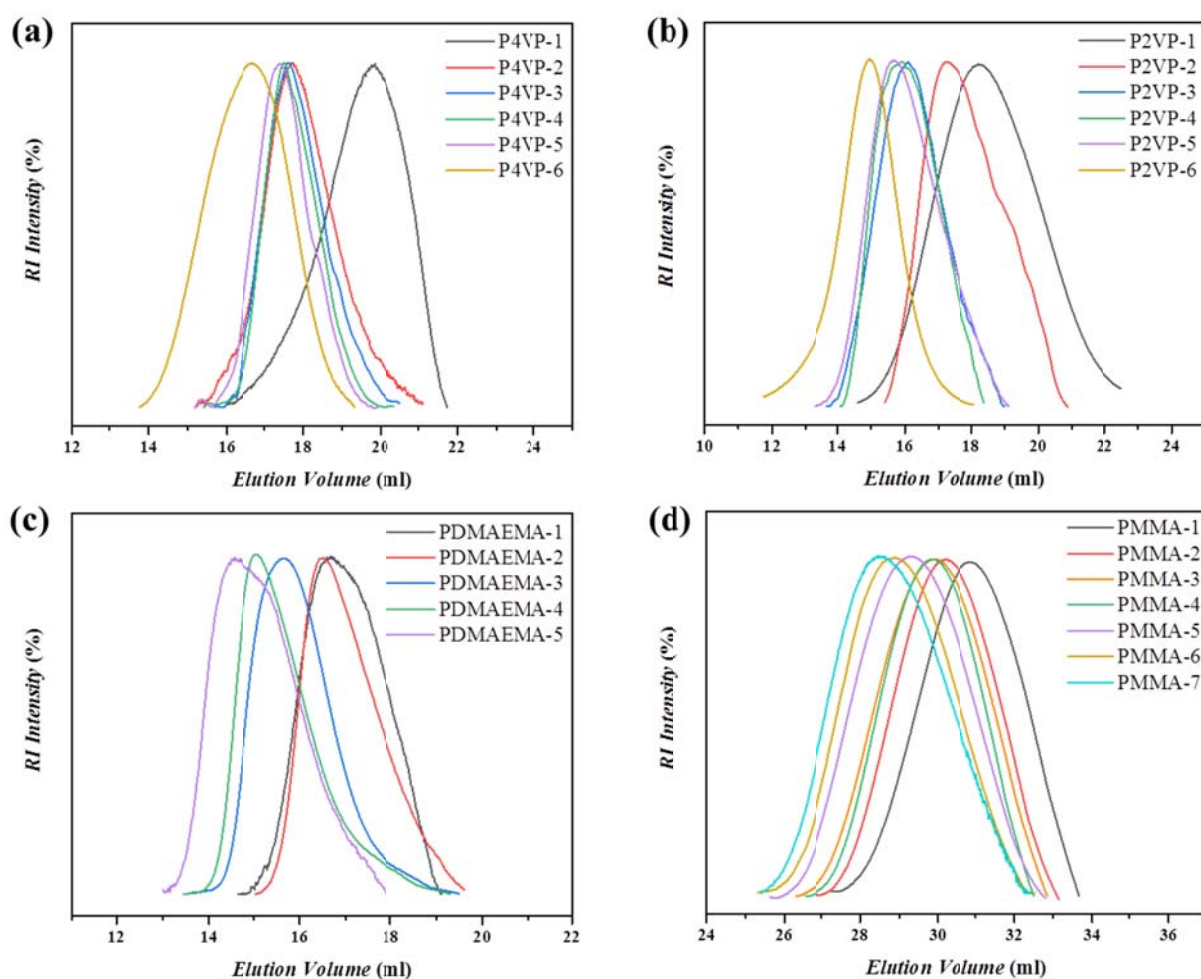 (a)
P4VP-1
P4VP-2
P4VP-3
P4VP-4
P4VP-5
P4VP-6
RI Intensity (%)
12 14 16 18 20 22 24
Elution Volume (ml)
(b)
P2VP-1
P2VP-2
P2VP-3
P2VP-4
P2VP-5
P2VP-6
RI Intensity (%)
10 12 14 16 18 20 22 24
Elution Volume (ml)
(c)
PDMAEMA-1
PDMAEMA-2
PDMAEMA-3
PDMAEMA-4
PDMAEMA-5
RI Intensity (%)
12 14 16 18 20 22
Elution Volume (ml)
(d)
PMMA-1
PMMA-2
PMMA-3
PMMA-4
PMMA-5
PMMA-6
PMMA-7
RI Intensity (%)
24 26 28 30 32 34 36
Elution Volume (ml)